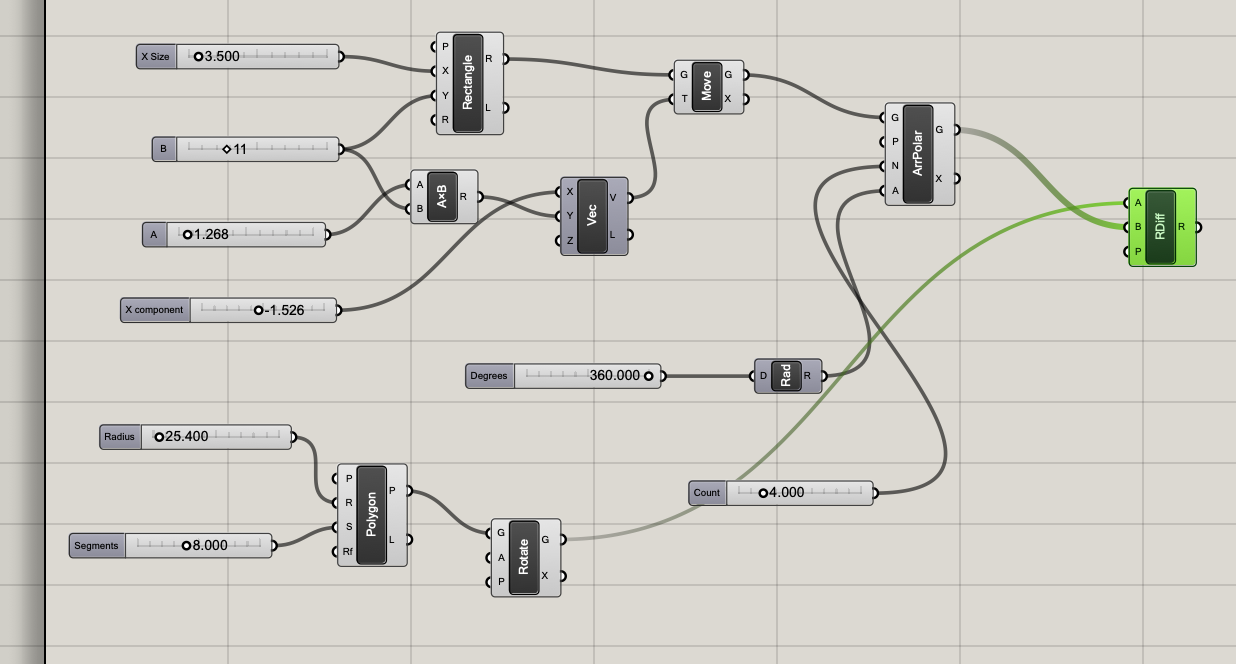 X Size 3.500
P X Y R Rectangle R L
B 11
A 1.268
A B A×B R
X component -1.526
X Y Z Vec V L
G T Move G X
G P N A ArrPolar G X
A B P RDiff R
Degrees 360.000
D Rad R
Radius 25.400
Segments 8.000
P R S Rf Polygon P L
G A P Rotate G X
Count 4.000